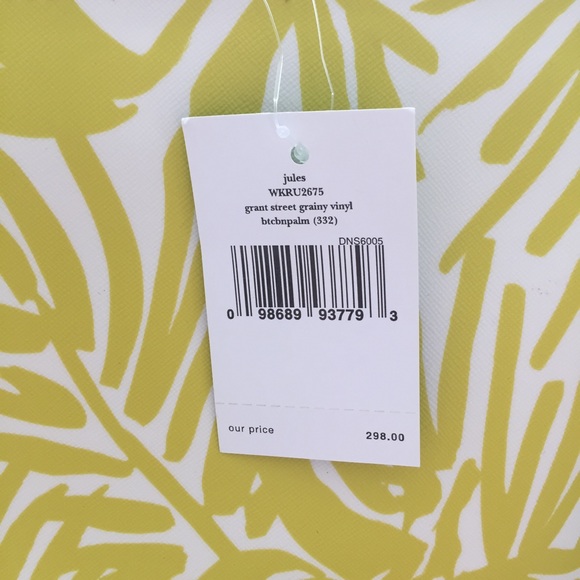 jules
WKRU2675
grant street grainy vinyl
btcbnpalm (332)
DNS6005
0 98689 93779 3
our price 298.00